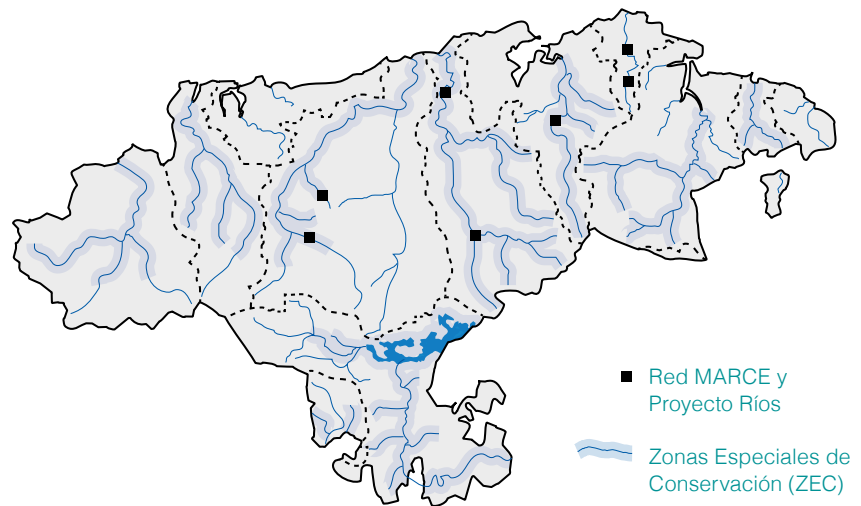 Red MARCE y
Proyecto Ríos
Zonas Especiales de
Conservación (ZEC)